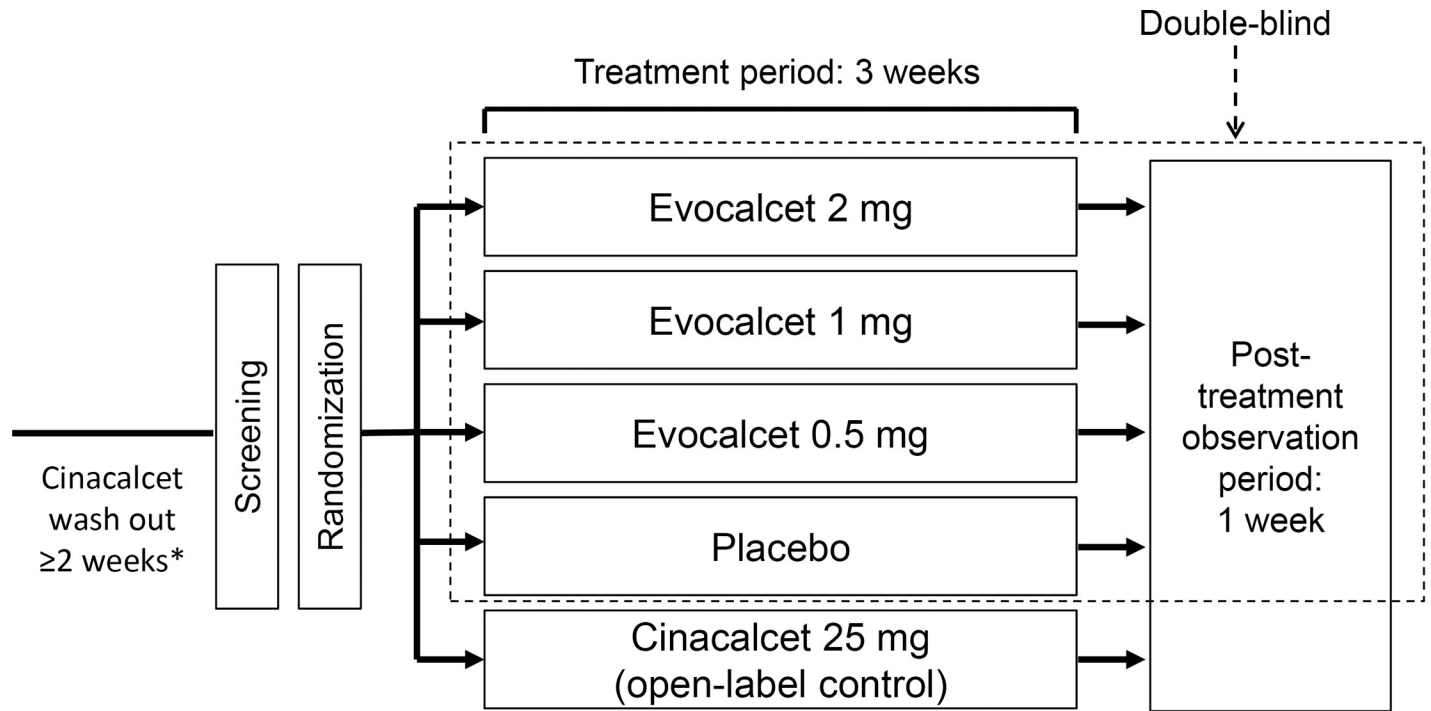 Double-blind
Treatment period: 3 weeks
Evocalcet 2 mg
Evocalcet 1 mg
Evocalcet 0.5 mg
Placebo
Cinacalcet 25 mg
(open-label control)
Screening
Randomization
Cinacalcet
wash out
≥2 weeks*
Post-
treatment
observation
period:
1 week